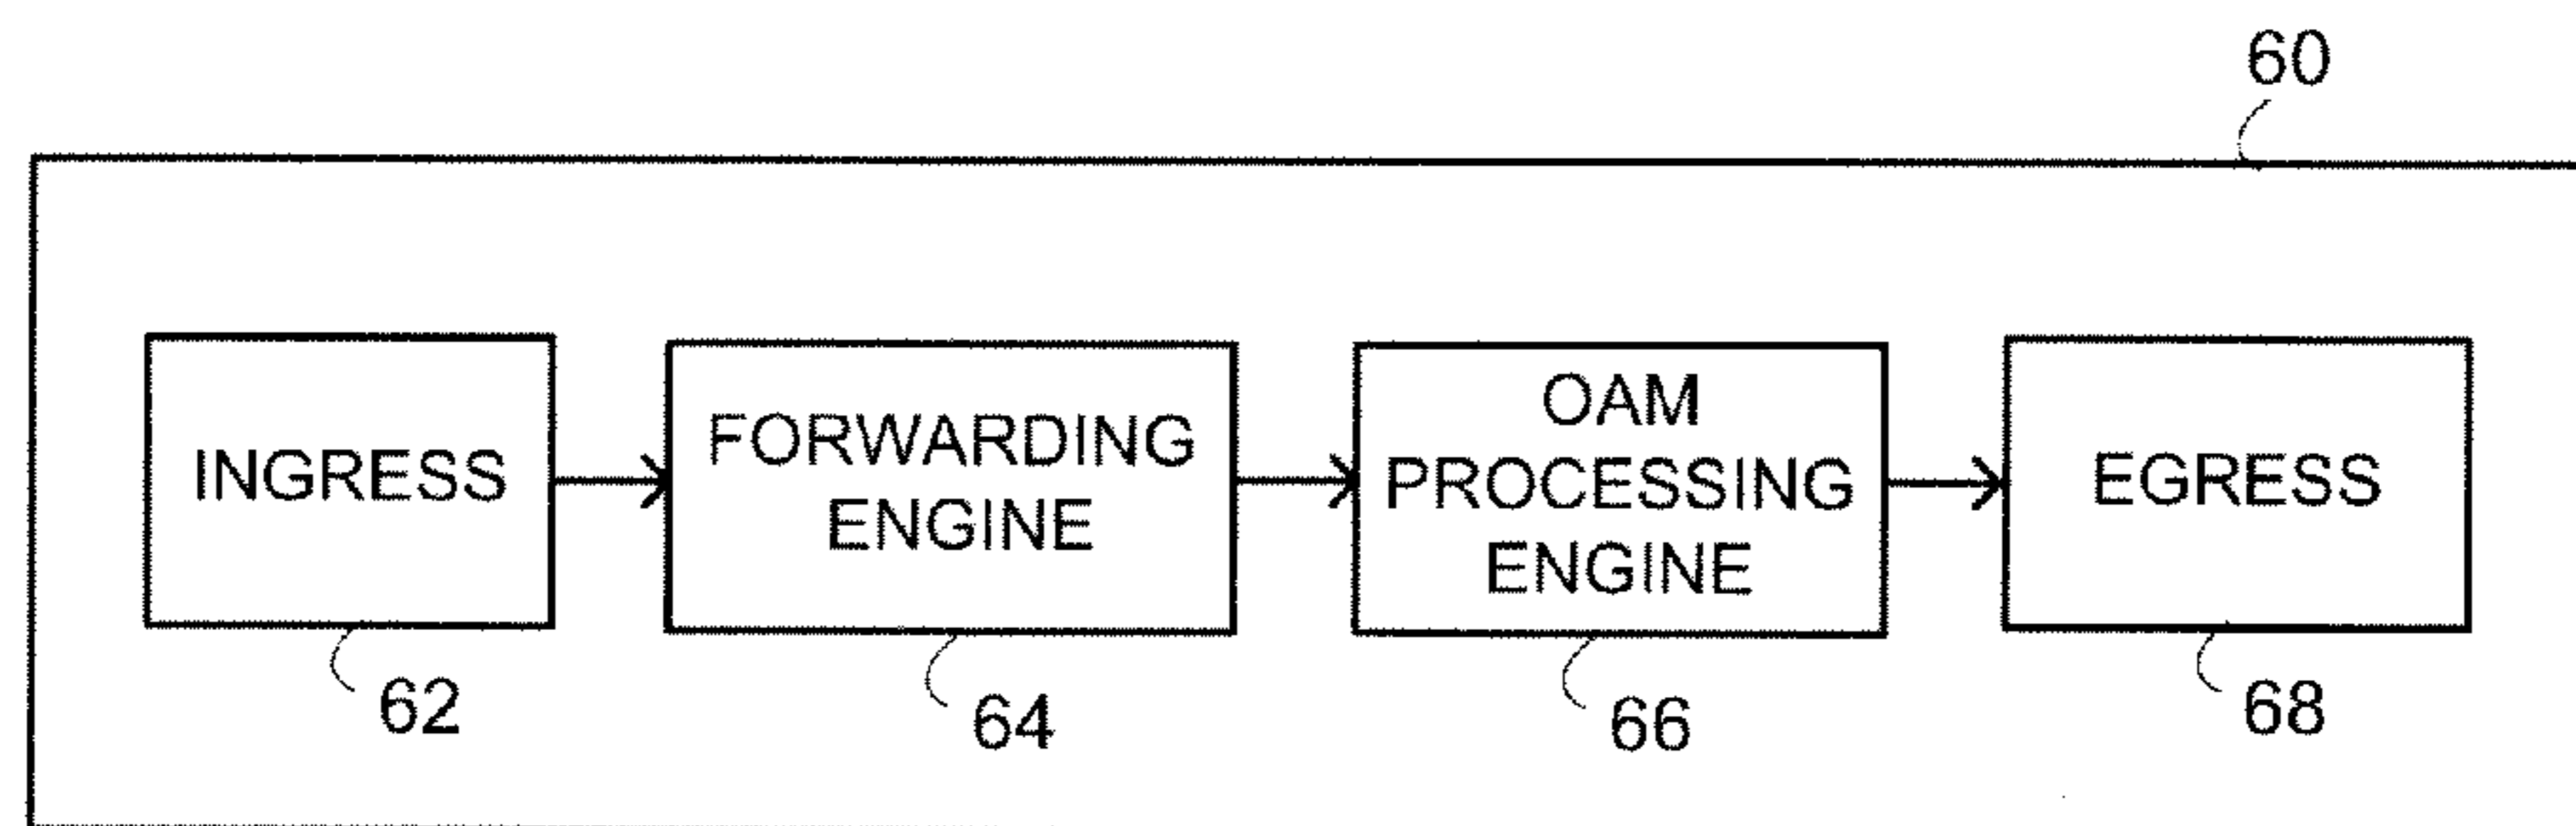 60
INGRESS
FORWARDING
ENGINE
OAM
PROCESSING
ENGINE
EGRESS
62
64
66
68